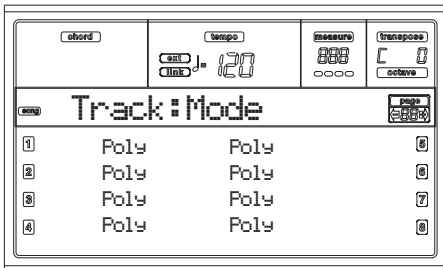 chord tempo measure transpose
ext link ♩= 120 888 C 0
octave
song Track:Mode page
1 Poly Poly 5
2 Poly Poly 6
3 Poly Poly 7
4 Poly Poly 8